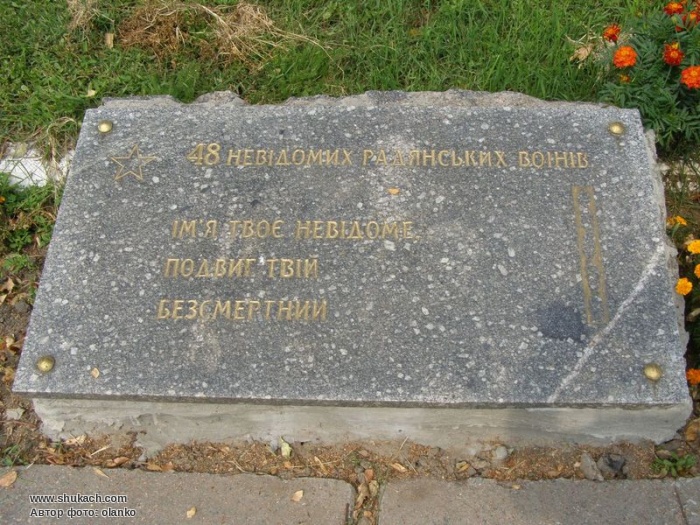 48 НЕВІДОМИХ РАДЯНСЬКИХ ВОЇНІВ
ІМ'Я ТВОЄ НЕВІДОМЕ
ПОДВИГ ТВІЙ
БЕЗСМЕРТНИЙ
www.shukach.com
Автор фото: olanko